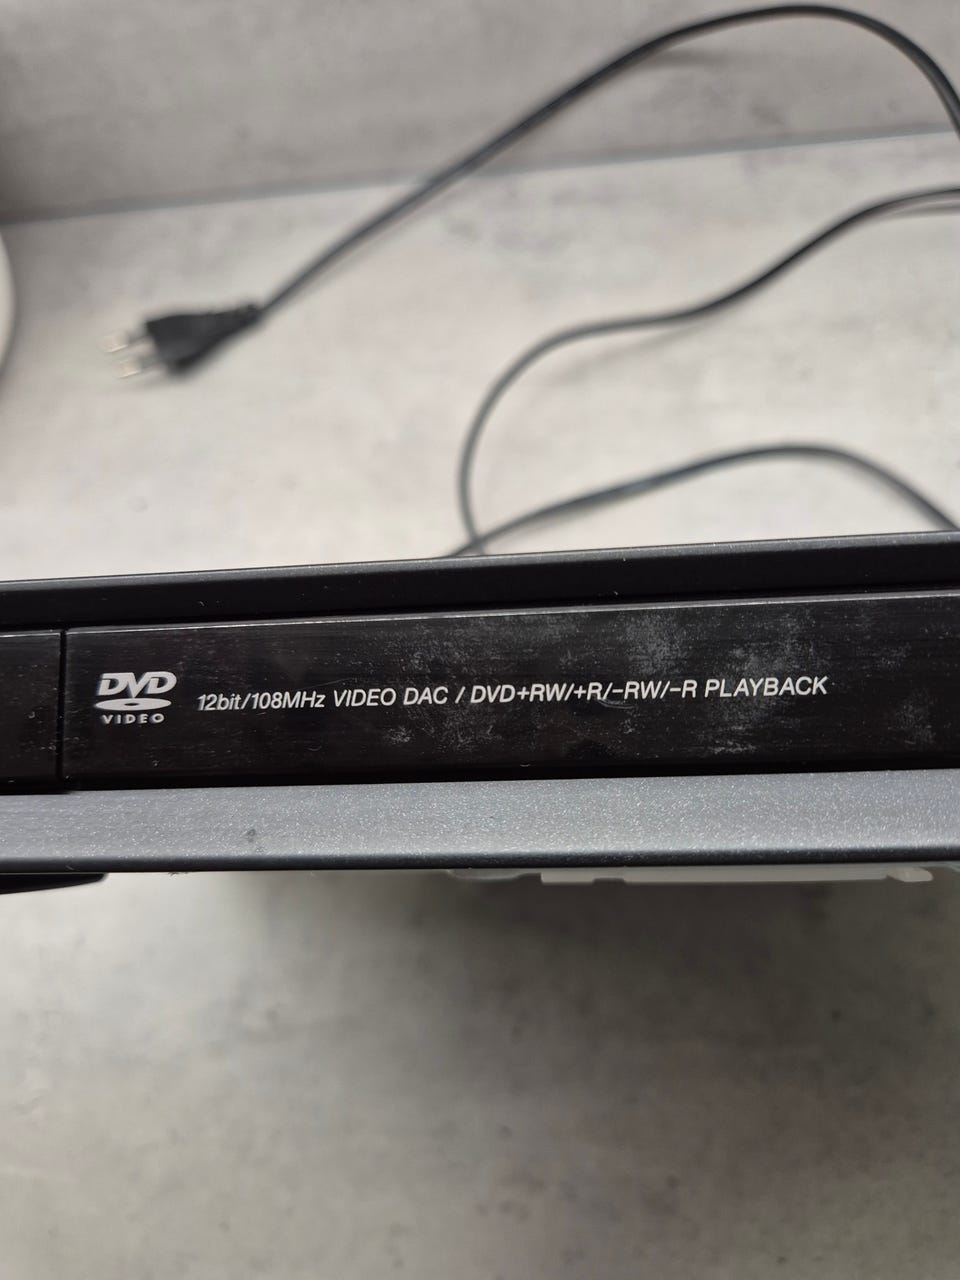 DVD
VIDEO
12bit/108MHz VIDEO DAC / DVD+RW/+R/-RW/-R PLAYBACK